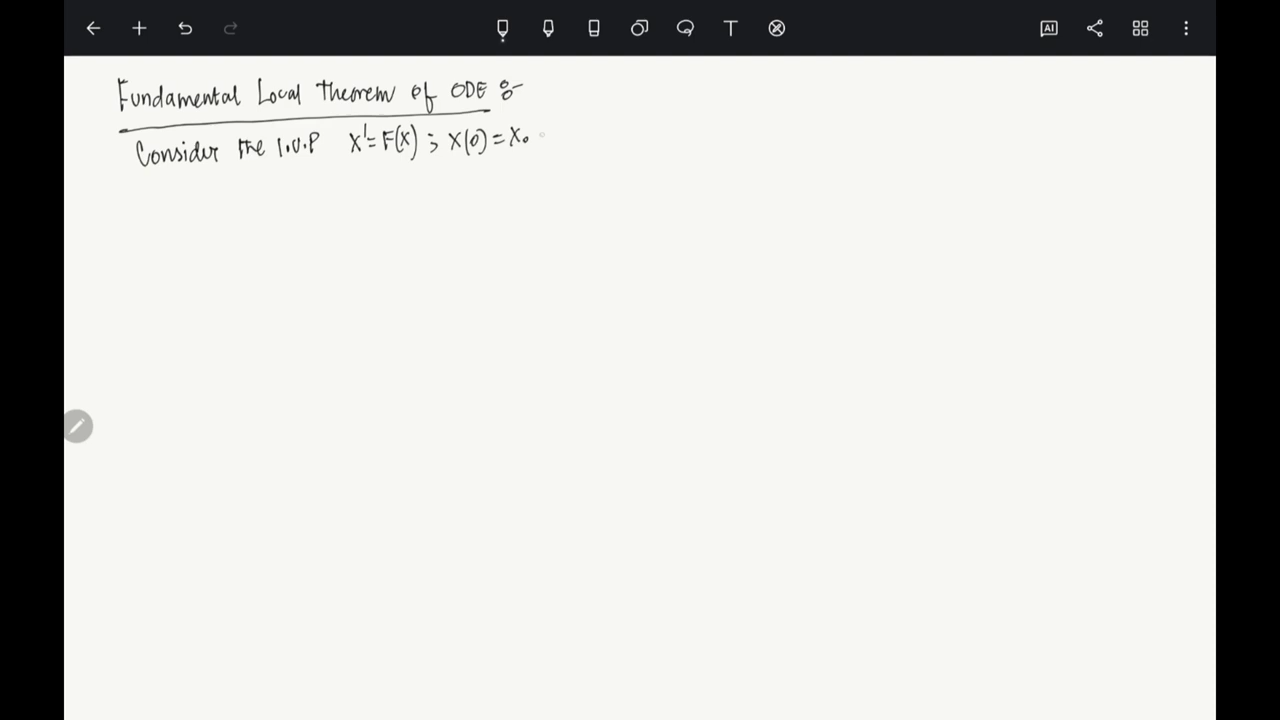 Fundamental Local Theorem of ODE :-
Consider the I.V.P X' = F(X) ; X(0) = X₀